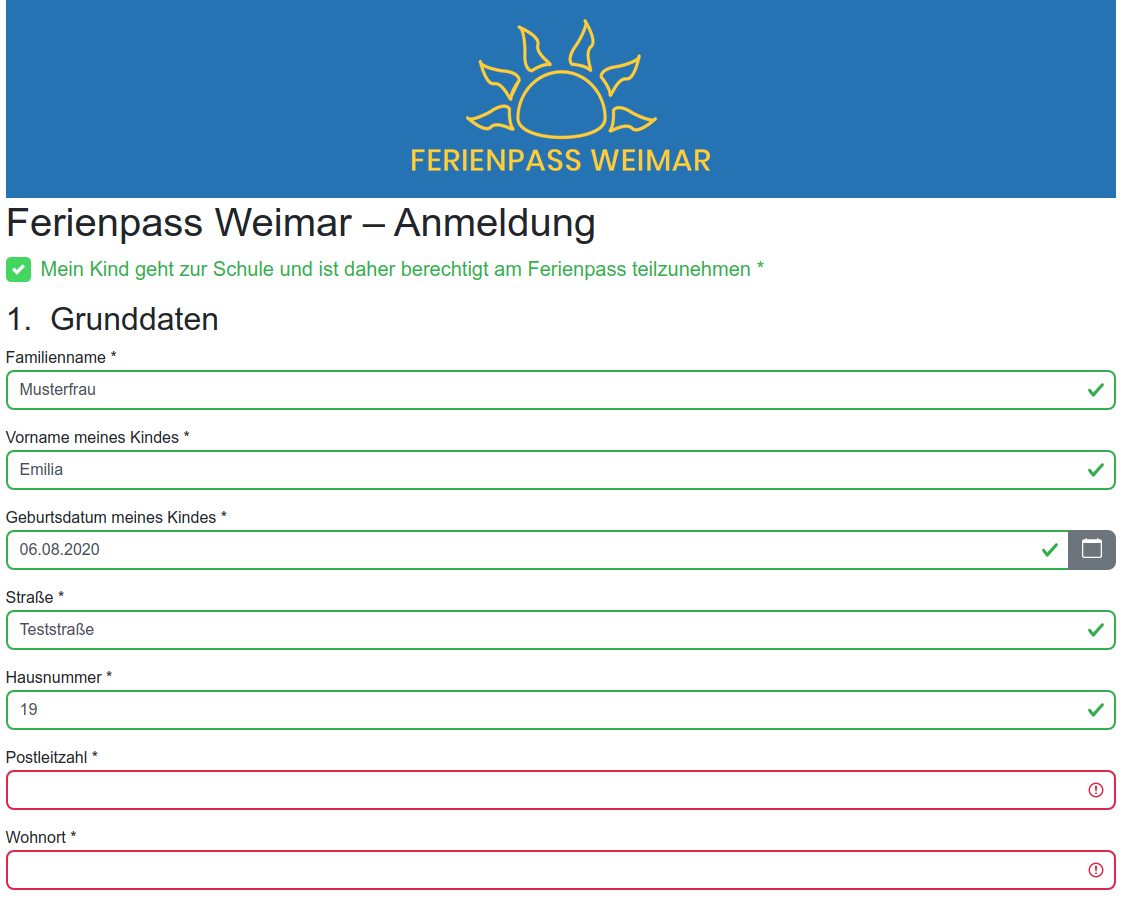 FERIENPASS WEIMAR
Ferienpass Weimar – Anmeldung
Mein Kind geht zur Schule und ist daher berechtigt am Ferienpass teilzunehmen *
1. Grunddaten
Familienname *
Musterfrau
Vorname meines Kindes *
Emilia
Geburtsdatum meines Kindes *
06.08.2020
Straße *
Teststraße
Hausnummer *
19
Postleitzahl *
Wohnort *